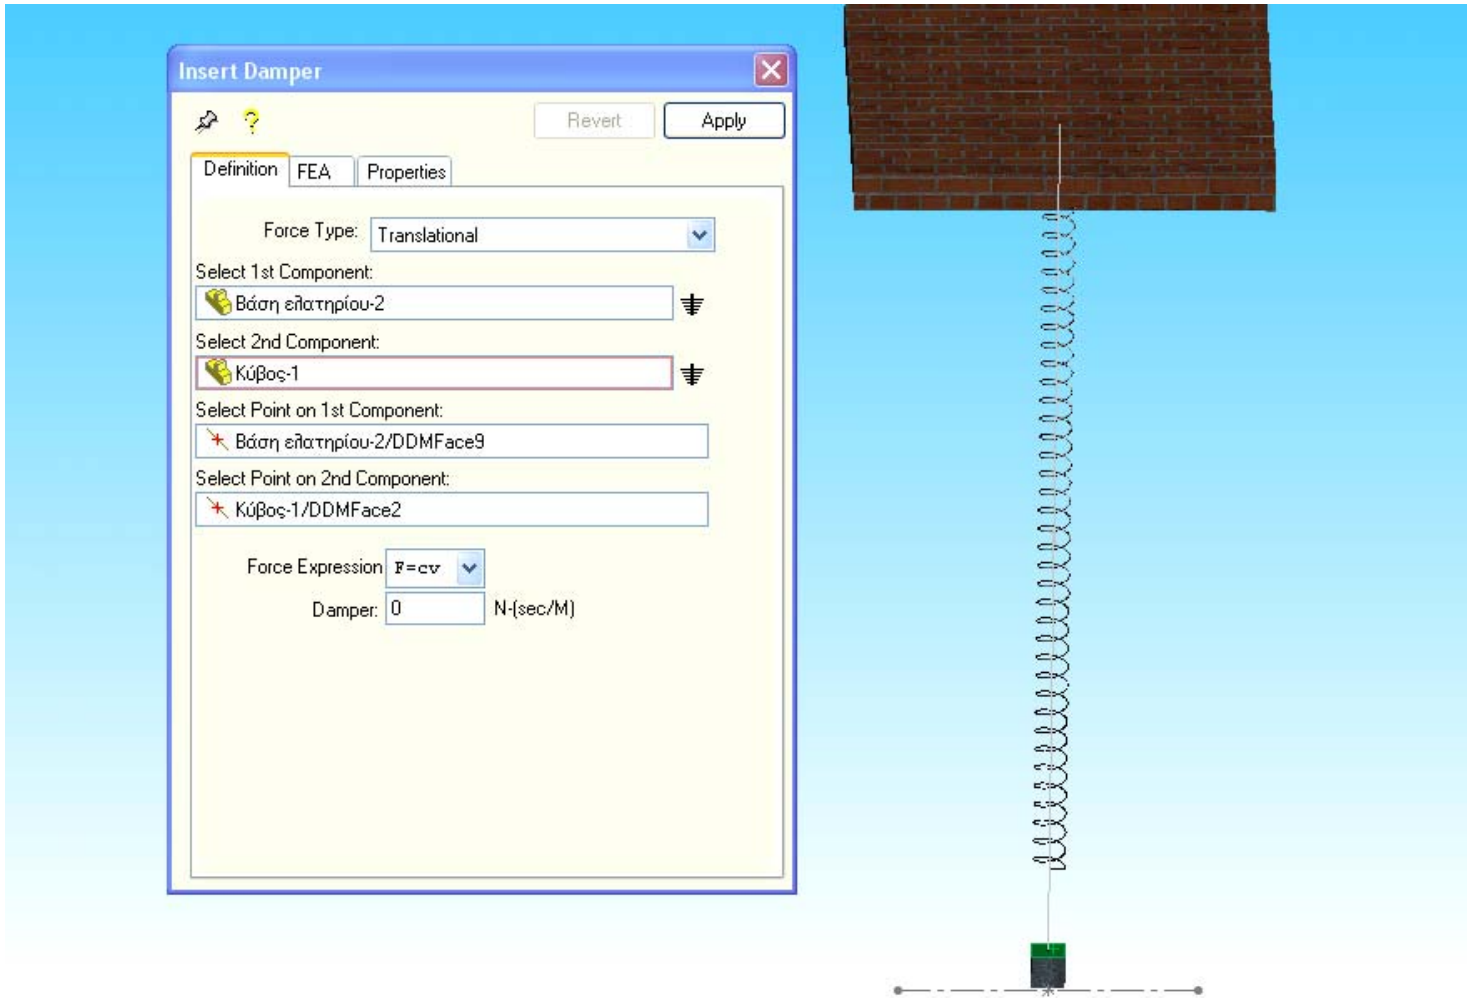 Insert Damper
Revert Apply
Definition FEA Properties
Force Type: Translational
Select 1st Component:
Βάση ελατηρίου-2
Select 2nd Component:
Κύβος-1
Select Point on 1st Component:
Βάση ελατηρίου-2/DDMFace9
Select Point on 2nd Component:
Κύβος-1/DDMFace2
Force Expression F=cv
Damper: 0 N-(sec/M)